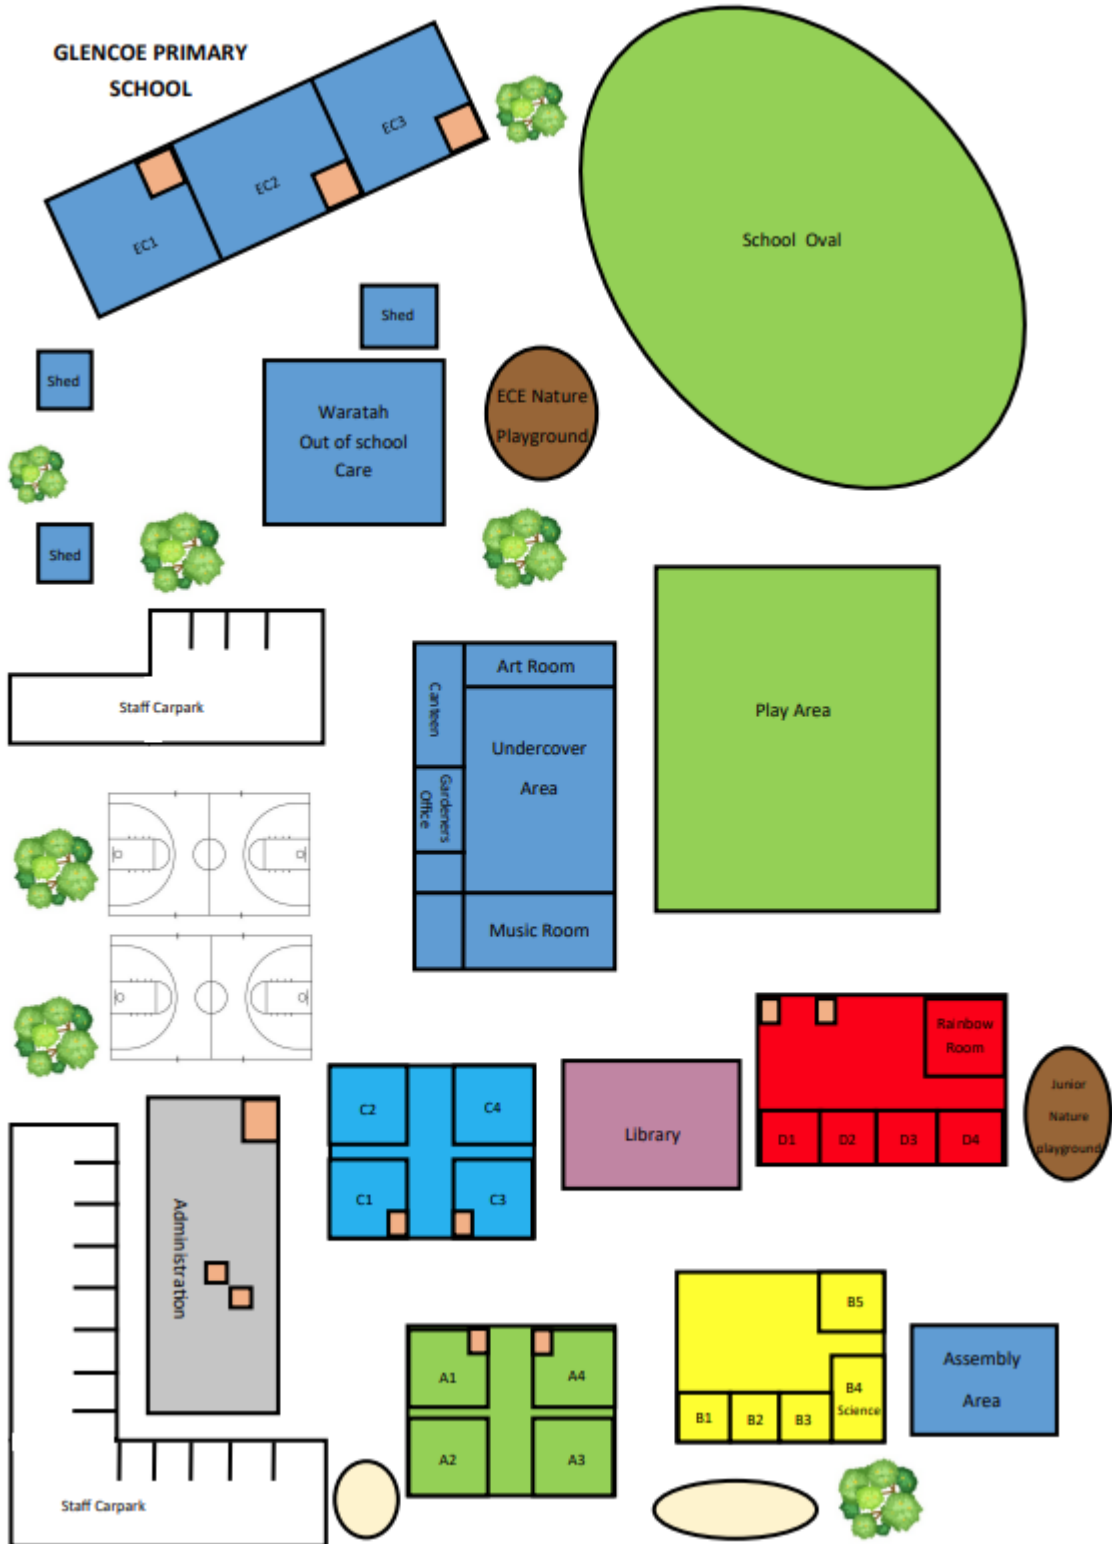 GLENCOE PRIMARY
SCHOOL
EC1
EC2
EC3
School Oval
Shed
Shed
Waratah
Out of school
Care
ECE Nature
Playground
Shed
Staff Carpark
Canteen
Art Room
Undercover
Area
Gardeners
Office
Music Room
Play Area
Rainbow
Room
D1
D2
D3
D4
Junior
Nature
playground
Library
C2
C4
C1
C3
Administration
A1
A4
A2
A3
B5
B4
Science
B1
B2
B3
Assembly
Area
Staff Carpark